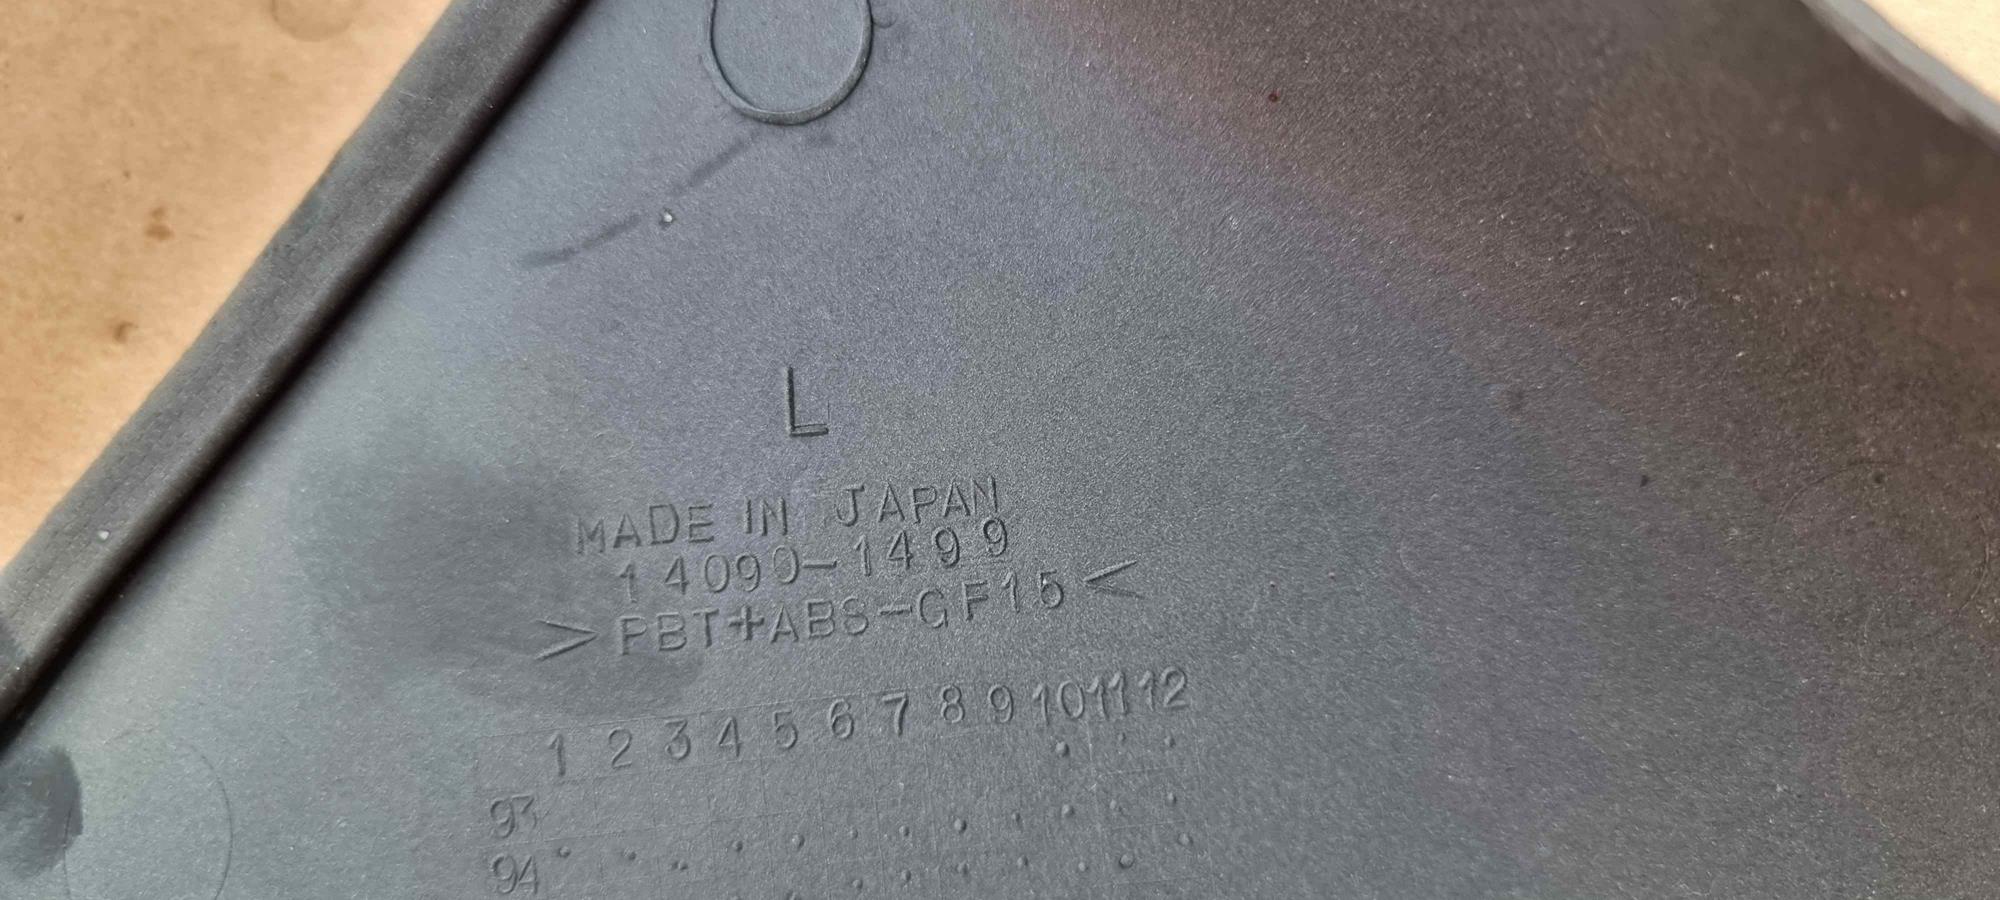 L
MADE IN JAPAN
14090-1499
>PBT+ABS-GF15<
1 2 3 4 5 6 7 8 9 10 11 12
93
94